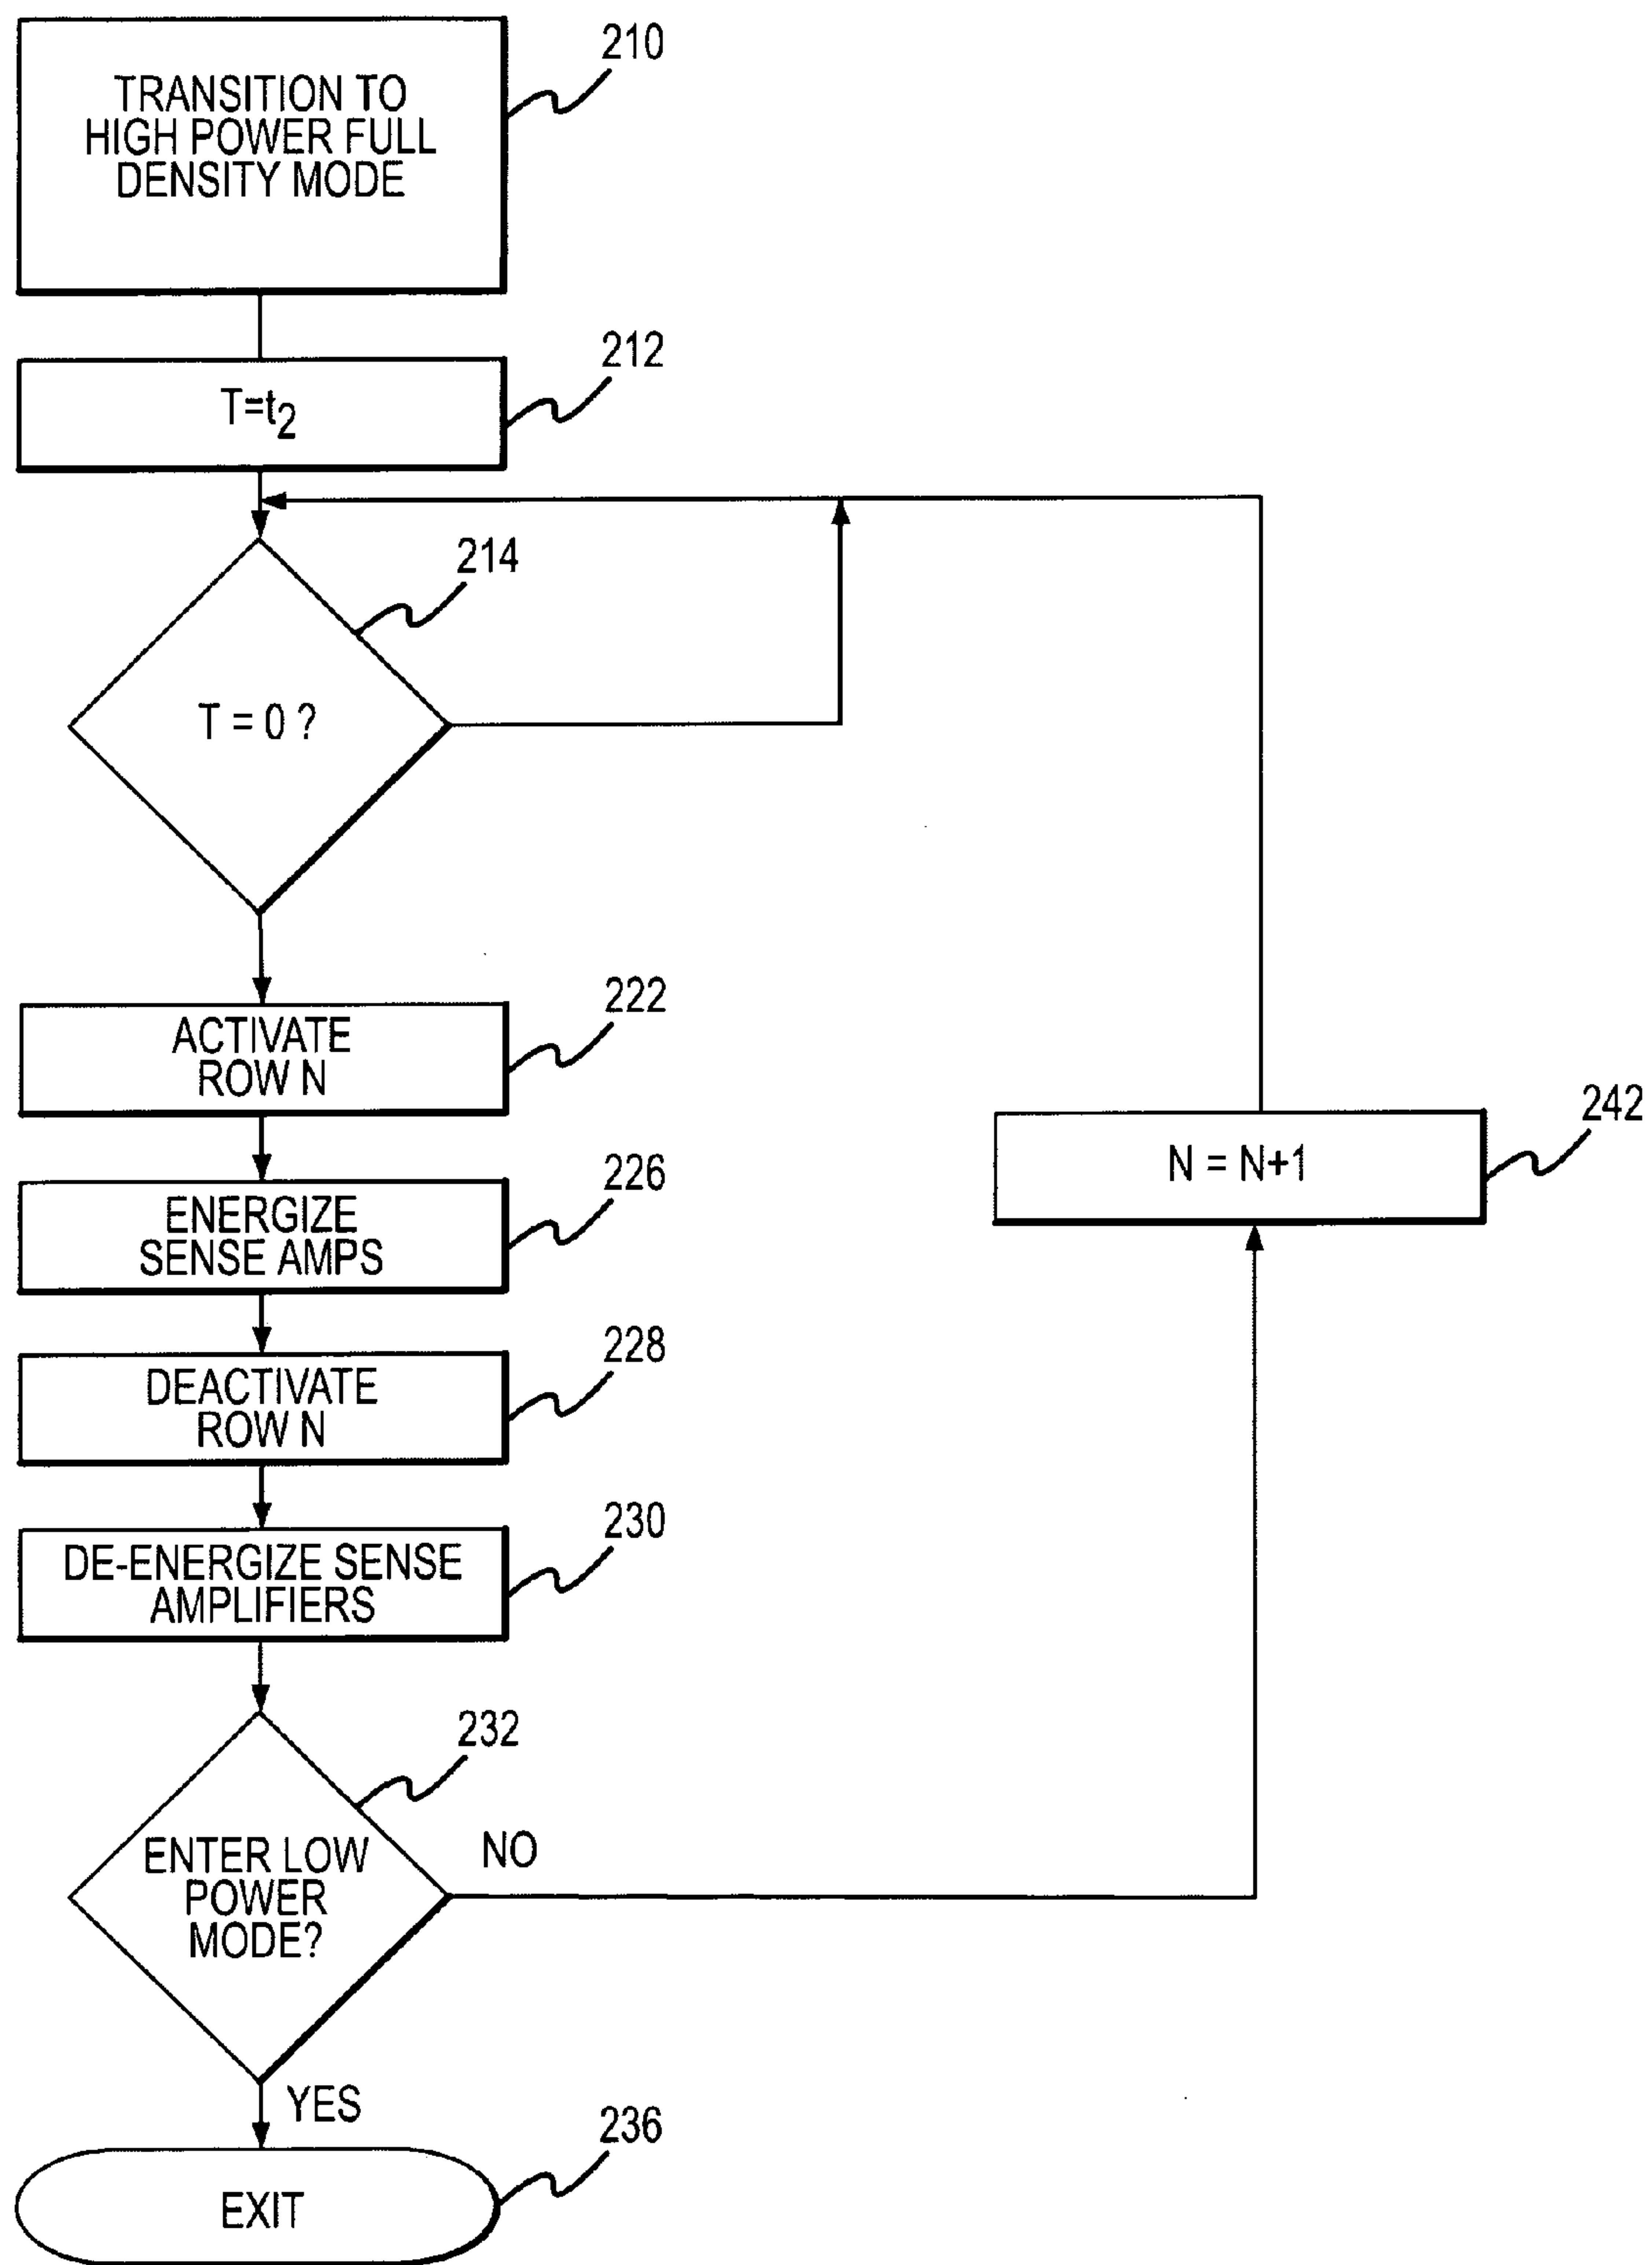 210
TRANSITION TO
HIGH POWER FULL
DENSITY MODE
212
T=t2
214
T = 0 ?
222
ACTIVATE
ROW N
242
N = N+1
226
ENERGIZE
SENSE AMPS
228
DEACTIVATE
ROW N
230
DE-ENERGIZE SENSE
AMPLIFIERS
232
ENTER LOW
POWER
MODE?
NO
YES
236
EXIT